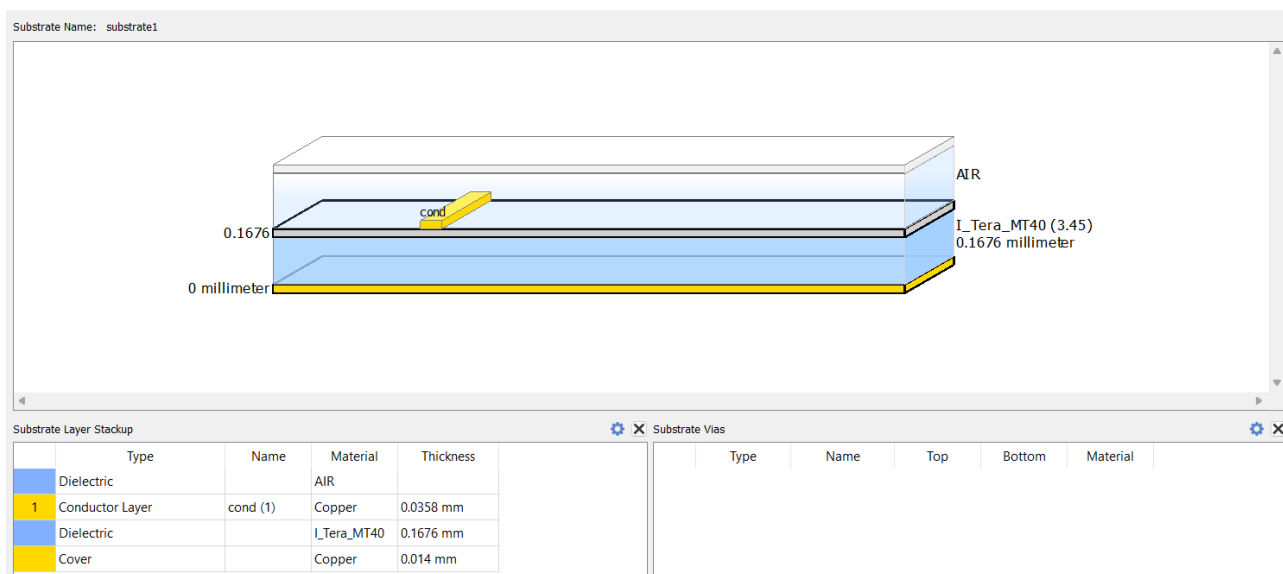 Substrate Name: substrate1
AIR
cond
I_Tera_MT40 (3.45)
0.1676
0.1676 millimeter
0 millimeter
Substrate Layer Stackup
Type Name Material Thickness
Dielectric AIR
1 Conductor Layer cond (1) Copper 0.0358 mm
Dielectric I_Tera_MT40 0.1676 mm
Cover Copper 0.014 mm
Substrate Vias
Type Name Top Bottom Material